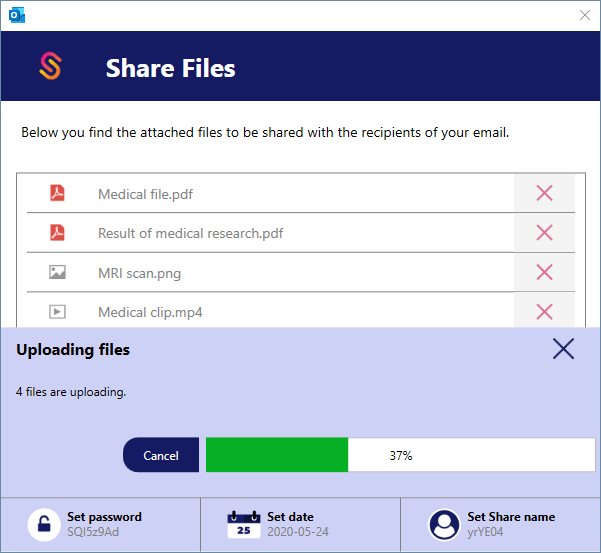 Share Files
Below you find the attached files to be shared with the recipients of your email.
Medical file.pdf
Result of medical research.pdf
MRI scan.png
Medical clip.mp4
Uploading files
4 files are uploading.
Cancel
37%
Set password
SQl5z9Ad
25
Set date
2020-05-24
Set Share name
yrYE04